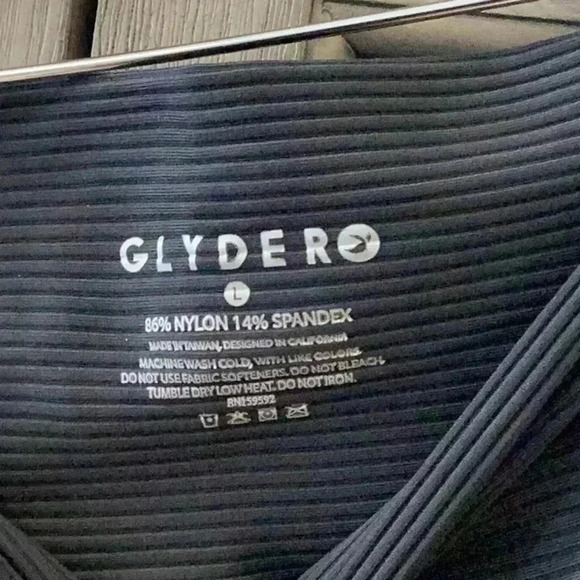 GLYDER
L
86% NYLON 14% SPANDEX
MADE IN TAIWAN, DESIGNED IN CALIFORNIA
MACHINE WASH COLD, WITH LIKE COLORS.
DO NOT USE FABRIC SOFTENERS. DO NOT BLEACH.
TUMBLE DRY LOW HEAT. DO NOT IRON.
RN159592